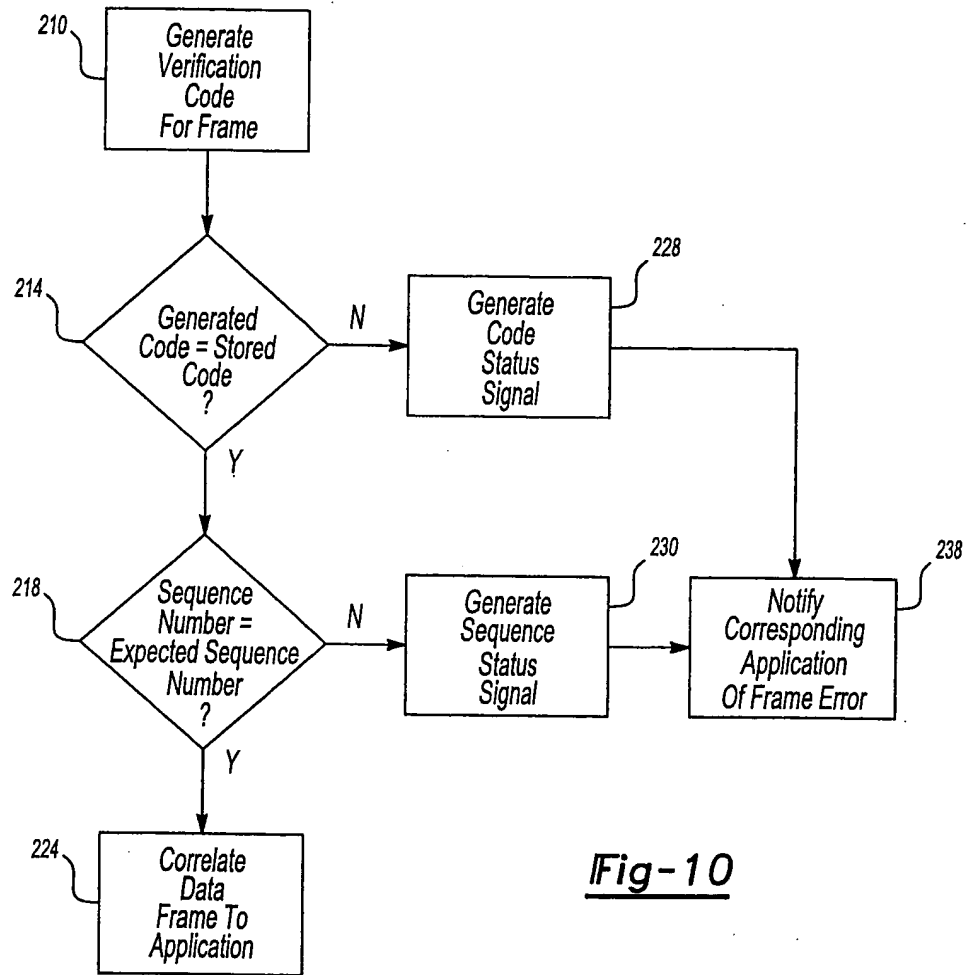 210
Generate
Verification
Code
For Frame
214
Generated
Code = Stored
Code
?
N
Y
228
Generate
Code
Status
Signal
218
Sequence
Number =
Expected Sequence
Number
?
N
Y
230
Generate
Sequence
Status
Signal
238
Notify
Corresponding
Application
Of Frame Error
224
Correlate
Data
Frame To
Application
Fig-10